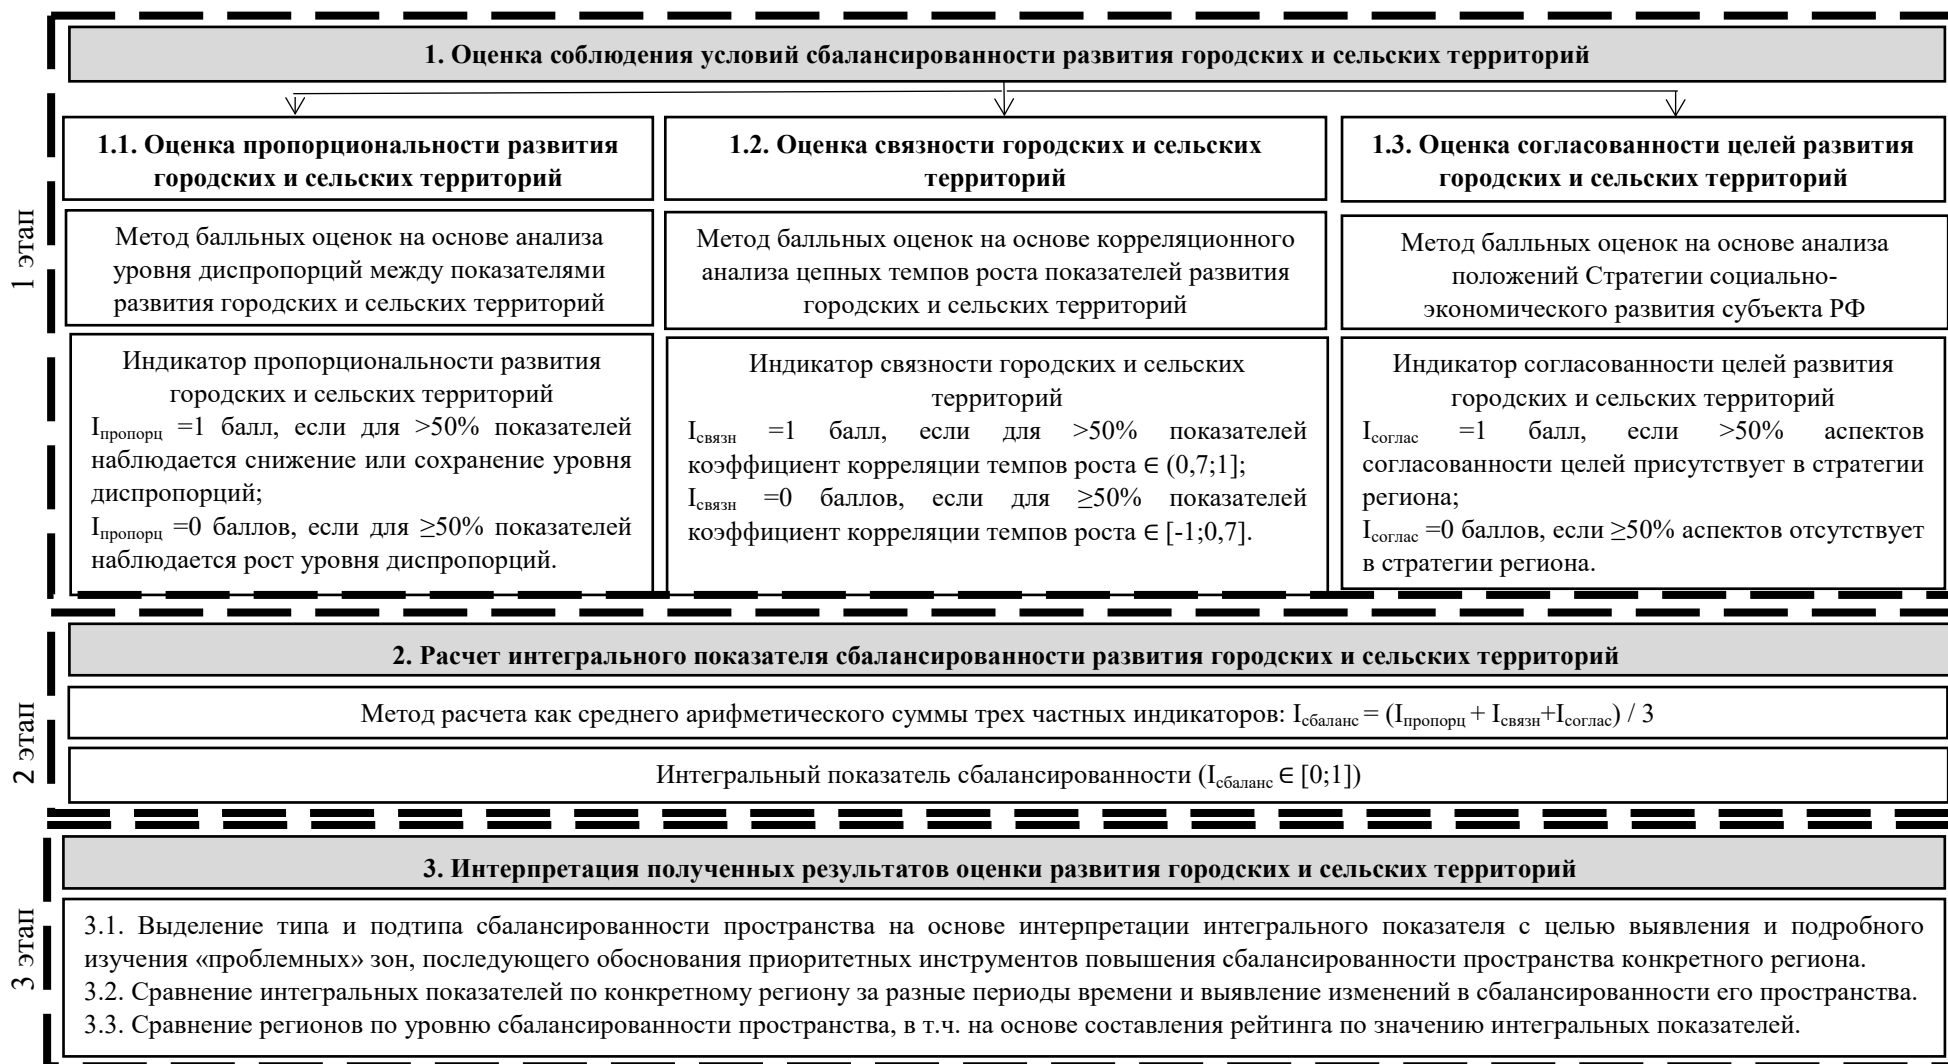 1. Оценка соблюдения условий сбалансированности развития городских и сельских территорий
1 этап
1.1. Оценка пропорциональности развития
городских и сельских территорий
Метод балльных оценок на основе анализа
уровня диспропорций между показателями
развития городских и сельских территорий
Индикатор пропорциональности развития
городских и сельских территорий
Iпропорц =1 балл, если для >50% показателей
наблюдается снижение или сохранение уровня
диспропорций;
Iпропорц =0 баллов, если для ≥50% показателей
наблюдается рост уровня диспропорций.
1.2. Оценка связности городских и сельских
территорий
Метод балльных оценок на основе корреляционного
анализа цепных темпов роста показателей развития
городских и сельских территорий
Индикатор связности городских и сельских
территорий
Iсвязн =1 балл, если для >50% показателей
коэффициент корреляции темпов роста ∈ (0,7;1];
Iсвязн =0 баллов, если для ≥50% показателей
коэффициент корреляции темпов роста ∈ [-1;0,7].
1.3. Оценка согласованности целей развития
городских и сельских территорий
Метод балльных оценок на основе анализа
положений Стратегии социально-
экономического развития субъекта РФ
Индикатор согласованности целей развития
городских и сельских территорий
Iсоглас =1 балл, если >50% аспектов
согласованности целей присутствует в стратегии
региона;
Iсоглас =0 баллов, если ≥50% аспектов отсутствует
в стратегии региона.
2 этап
2. Расчет интегрального показателя сбалансированности развития городских и сельских территорий
Метод расчета как среднего арифметического суммы трех частных индикаторов: Iсбаланс = (Iпропорц + Iсвязн+Iсоглас) / 3
Интегральный показатель сбалансированности (Iсбаланс ∈ [0;1])
3 этап
3. Интерпретация полученных результатов оценки развития городских и сельских территорий
3.1. Выделение типа и подтипа сбалансированности пространства на основе интерпретации интегрального показателя с целью выявления и подробного
изучения «проблемных» зон, последующего обоснования приоритетных инструментов повышения сбалансированности пространства конкретного региона.
3.2. Сравнение интегральных показателей по конкретному региону за разные периоды времени и выявление изменений в сбалансированности его пространства.
3.3. Сравнение регионов по уровню сбалансированности пространства, в т.ч. на основе составления рейтинга по значению интегральных показателей.